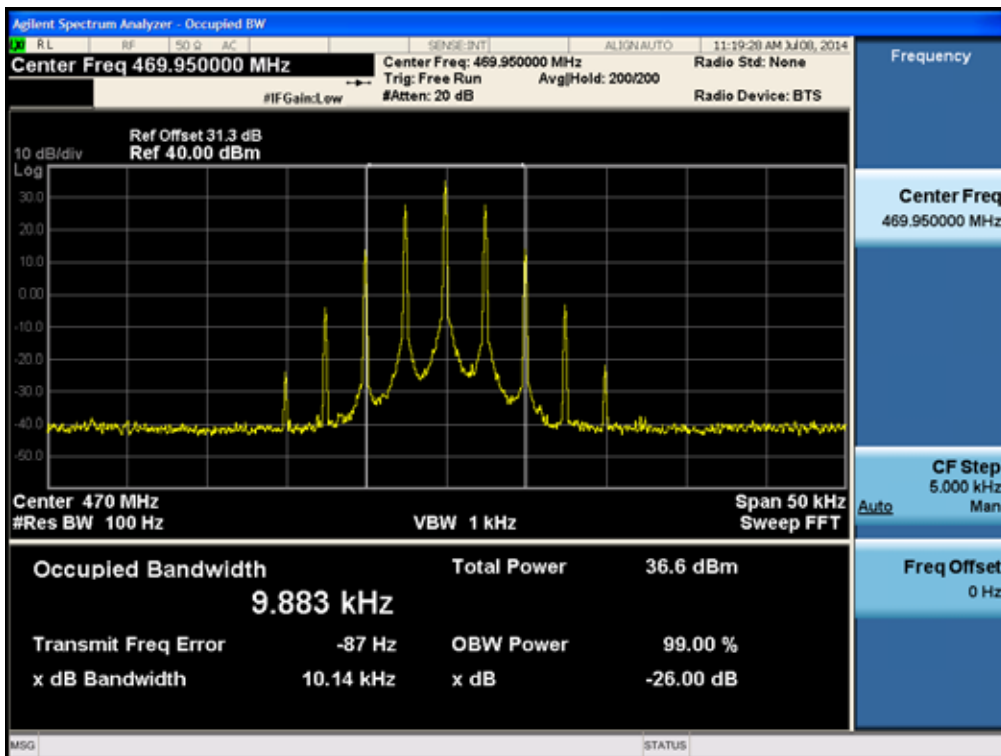 Agilent Spectrum Analyzer - Occupied BW
RL RF 50 Ω AC SENSE:INT ALIGN AUTO 11:19:28 AM Jul 08, 2014
Center Freq 469.950000 MHz
Center Freq: 469.950000 MHz
Radio Std: None
Trig: Free Run Avg|Hold: 200/200
#IFGain:Low
#Atten: 20 dB
Radio Device: BTS
Ref Offset 31.3 dB
10 dB/div Ref 40.00 dBm
Log
30.0
20.0
10.0
0.00
-10.0
-20.0
-30.0
-40.0
-50.0
Center 470 MHz Span 50 kHz
#Res BW 100 Hz VBW 1 kHz Sweep FFT
Occupied Bandwidth Total Power 36.6 dBm
9.883 kHz
Transmit Freq Error -87 Hz OBW Power 99.00 %
x dB Bandwidth 10.14 kHz x dB -26.00 dB
Frequency
Center Freq
469.950000 MHz
CF Step
5.000 kHz
Auto Man
Freq Offset
0 Hz
MSG STATUS